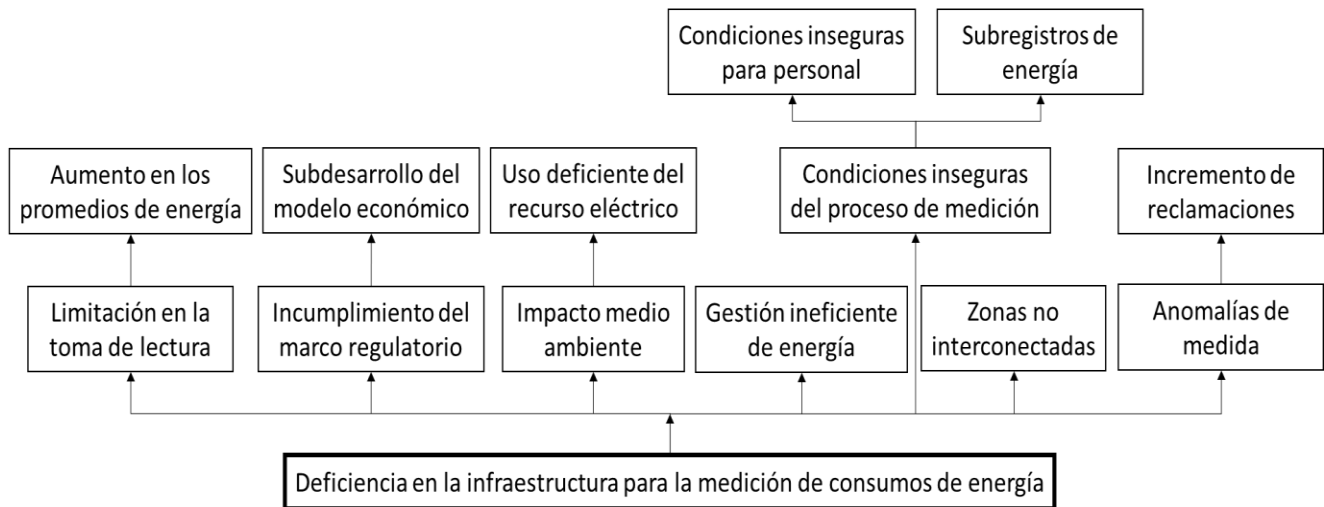 Condiciones inseguras
para personal
Subregistros de
energía
Aumento en los
promedios de energía
Subdesarrollo del
modelo económico
Uso deficiente del
recurso eléctrico
Condiciones inseguras
del proceso de medición
Incremento de
reclamaciones
Limitación en la
toma de lectura
Incumplimiento del
marco regulatorio
Impacto medio
ambiente
Gestión ineficiente
de energía
Zonas no
interconectadas
Anomalías de
medida
Deficiencia en la infraestructura para la medición de consumos de energía